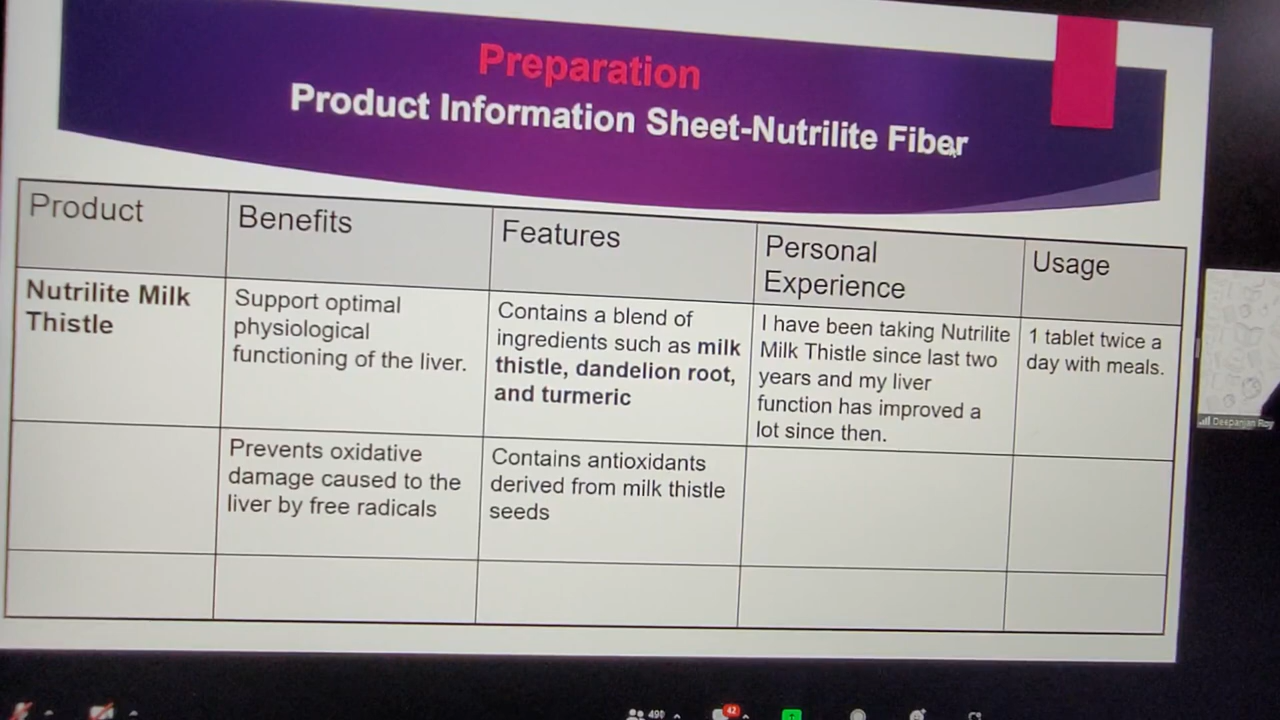 Preparation
Product Information Sheet-Nutrilite Fiber
Product
Benefits
Features
Personal
Experience
Usage
Nutrilite Milk
Thistle
Support optimal
physiological
functioning of the liver.
Contains a blend of
ingredients such as milk
thistle, dandelion root,
and turmeric
I have been taking Nutrilite
Milk Thistle since last two
years and my liver
function has improved a
lot since then.
1 tablet twice a
day with meals.
Prevents oxidative
damage caused to the
liver by free radicals
Contains antioxidants
derived from milk thistle
seeds
Deepanjan Roy
490
42